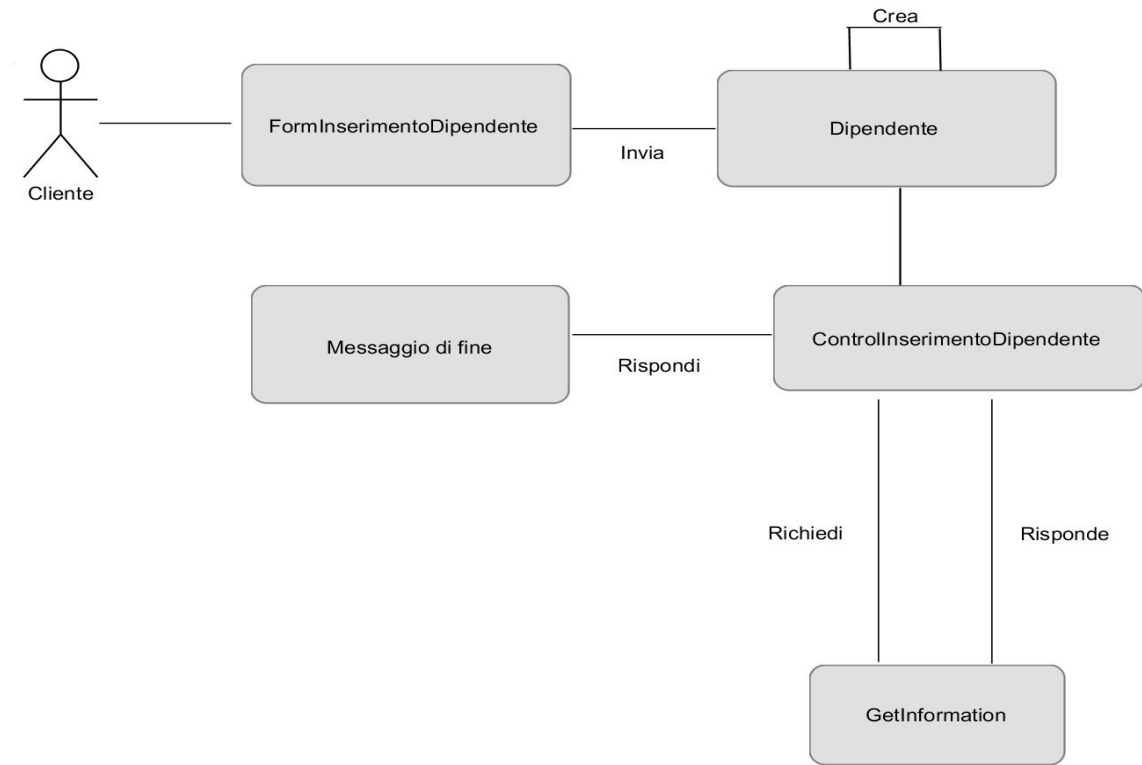 Crea
FormInserimentoDipendente
Dipendente
Invia
Cliente
Messaggio di fine
ControlInserimentoDipendente
Rispondi
Richiedi
Risponde
GetInformation